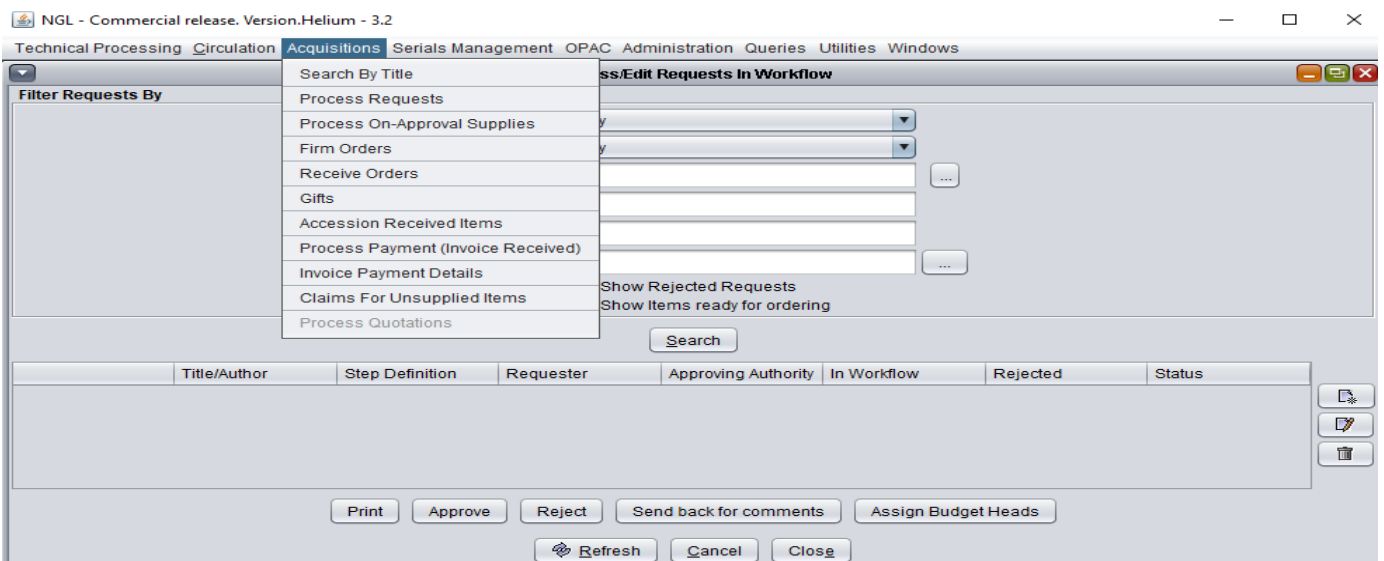 NGL - Commercial release. Version.Helium - 3.2
Technical Processing Circulation Acquisitions Serials Management OPAC Administration Queries Utilities Windows
ss/Edit Requests In Workflow
Filter Requests By
Search By Title
Process Requests
Process On-Approval Supplies
Firm Orders
Receive Orders
Gifts
Accession Received Items
Process Payment (Invoice Received)
Invoice Payment Details
Claims For Unsupplied Items
Process Quotations
y
y
...
...
Show Rejected Requests
Show Items ready for ordering
Search
Title/Author Step Definition Requester Approving Authority In Workflow Rejected Status
Print Approve Reject Send back for comments Assign Budget Heads
Refresh Cancel Close